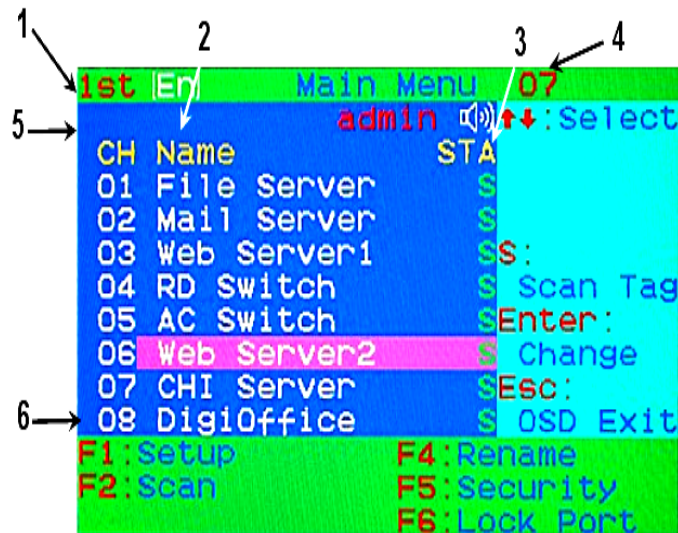 1 2 3 4
1st En Main Menu 07
5 admin ↑↓:Select
CH Name STA
01 File Server S
02 Mail Server S
03 Web Server1 S S:
04 RD Switch S Scan Tag
05 AC Switch S Enter:
06 Web Server2 S Change
07 CHI Server S Esc:
6 08 DigiOffice S OSD Exit
F1:Setup F4:Rename
F2:Scan F5:Security
F6:Lock Port